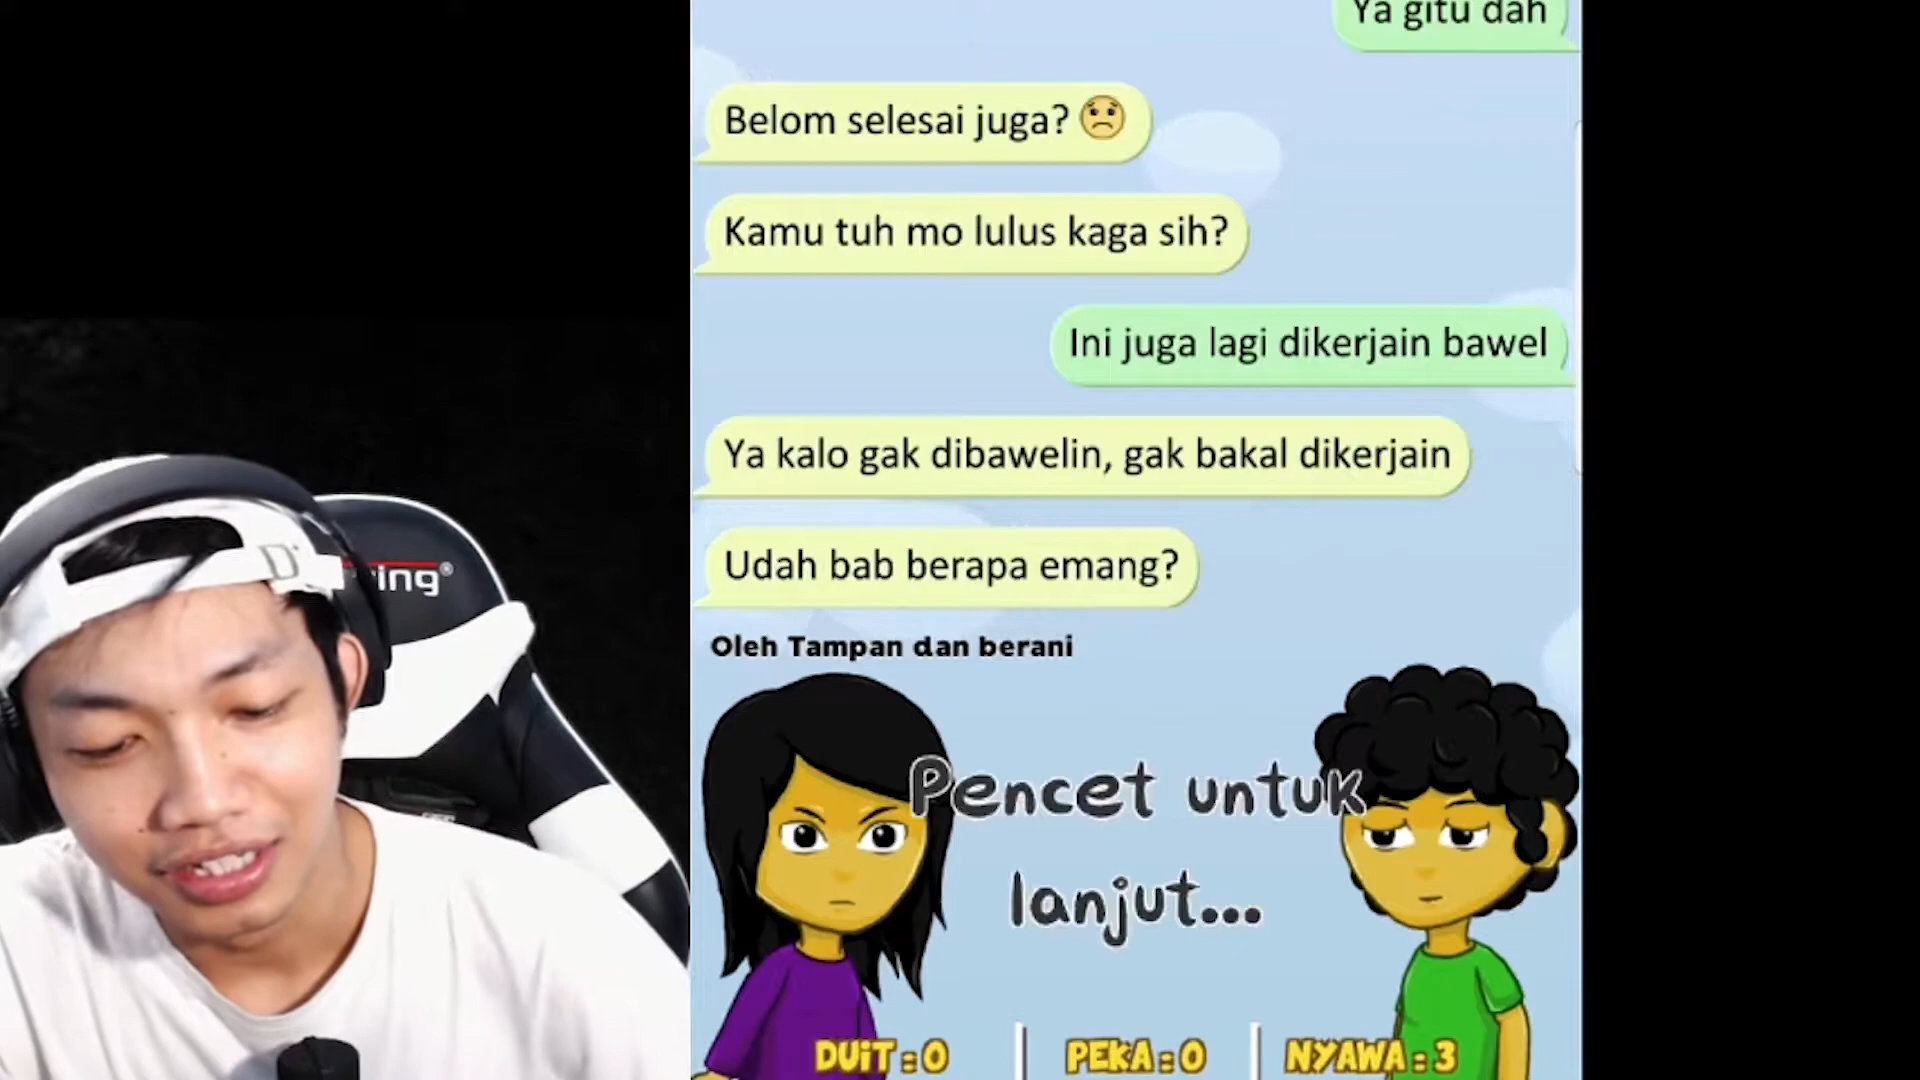 Ya gitu dah
Belom selesai juga?
Kamu tuh mo lulus kaga sih?
Ini juga lagi dikerjain bawel
Ya kalo gak dibawelin, gak bakal dikerjain
Udah bab berapa emang?
Oleh Tampan dan berani
Pencet untuk
lanjut...
DUIT : 0
PEKA : 0
NYAWA : 3
ing®